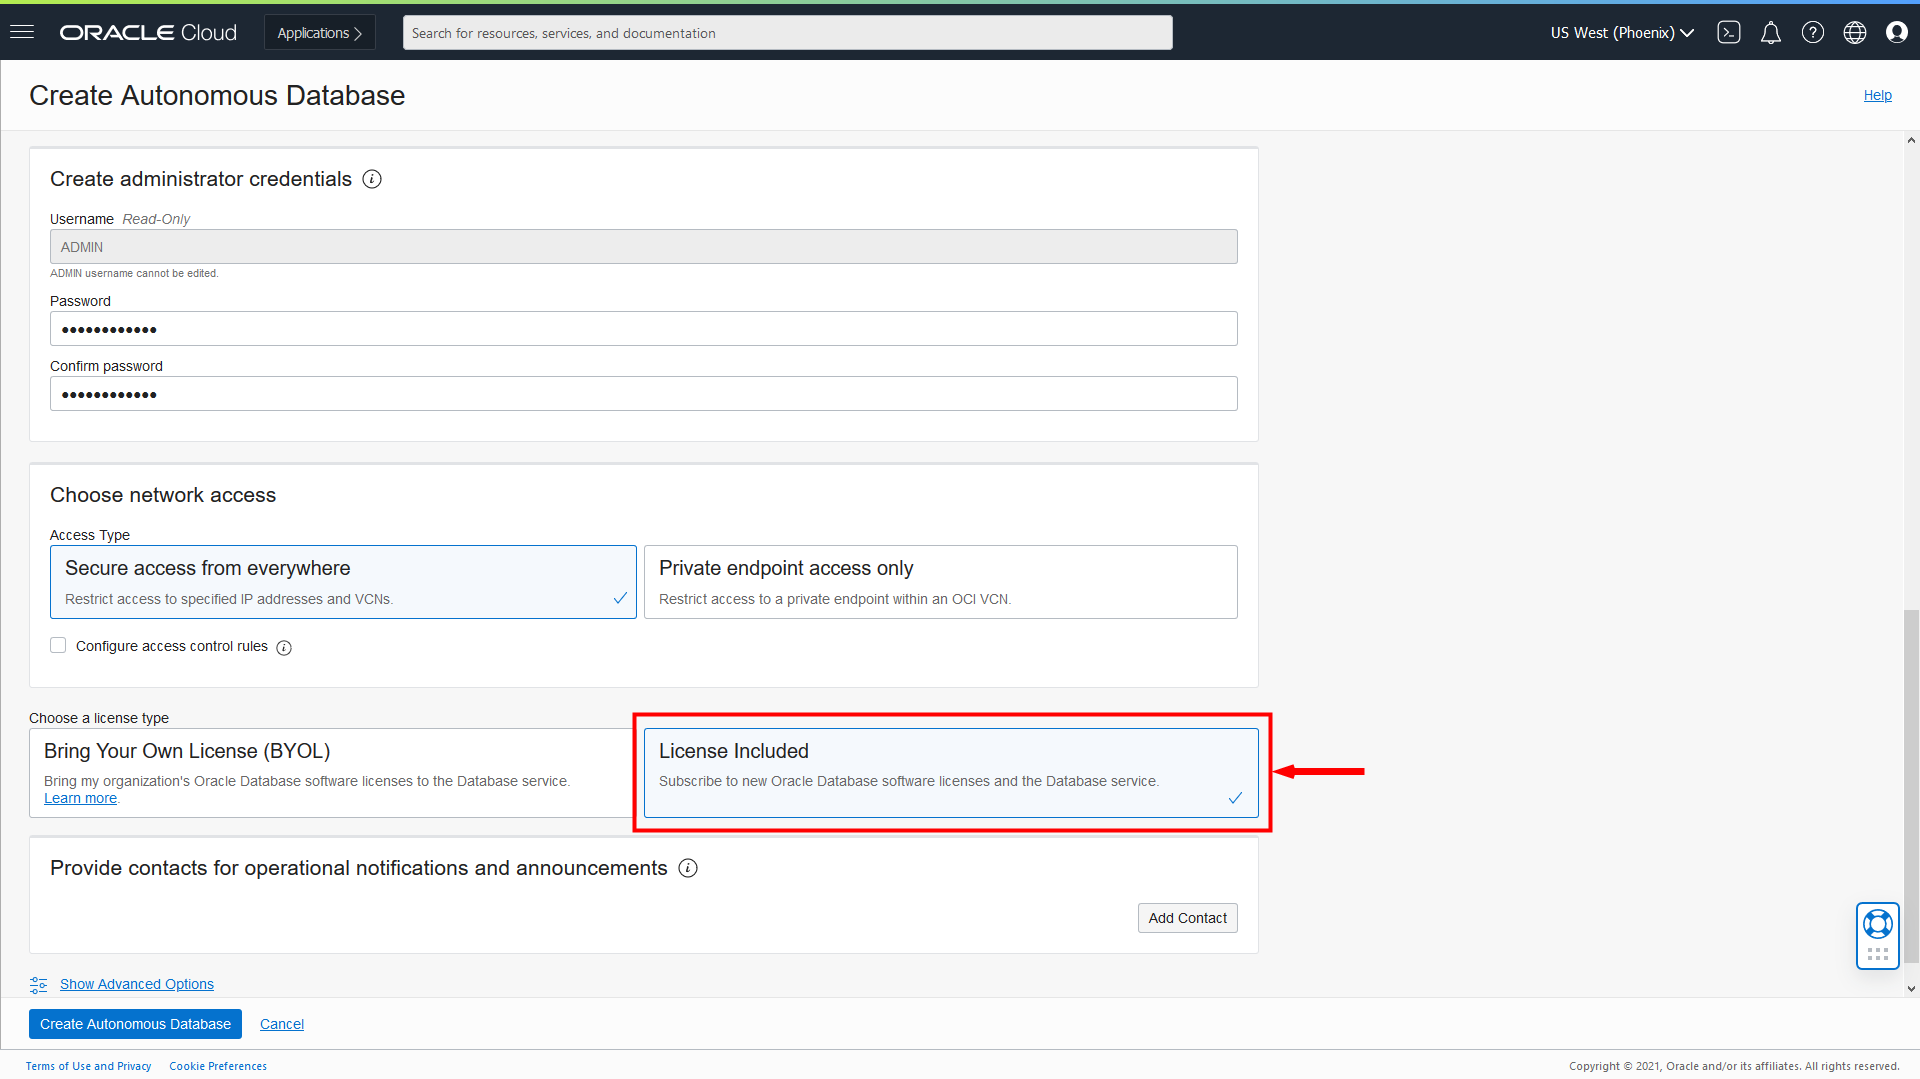 ORACLE Cloud
Applications
Search for resources, services, and documentation
US West (Phoenix)
Create Autonomous Database
Help
Create administrator credentials
Username Read-Only
ADMIN
ADMIN username cannot be edited.
Password
••••••••••••
Confirm password
••••••••••••
Choose network access
Access Type
Secure access from everywhere
Restrict access to specified IP addresses and VCNs.
Private endpoint access only
Restrict access to a private endpoint within an OCI VCN.
Configure access control rules
Choose a license type
Bring Your Own License (BYOL)
Bring my organization's Oracle Database software licenses to the Database service.
Learn more.
License Included
Subscribe to new Oracle Database software licenses and the Database service.
Provide contacts for operational notifications and announcements
Add Contact
Show Advanced Options
Create Autonomous Database
Cancel
Terms of Use and Privacy
Cookie Preferences
Copyright © 2021, Oracle and/or its affiliates. All rights reserved.